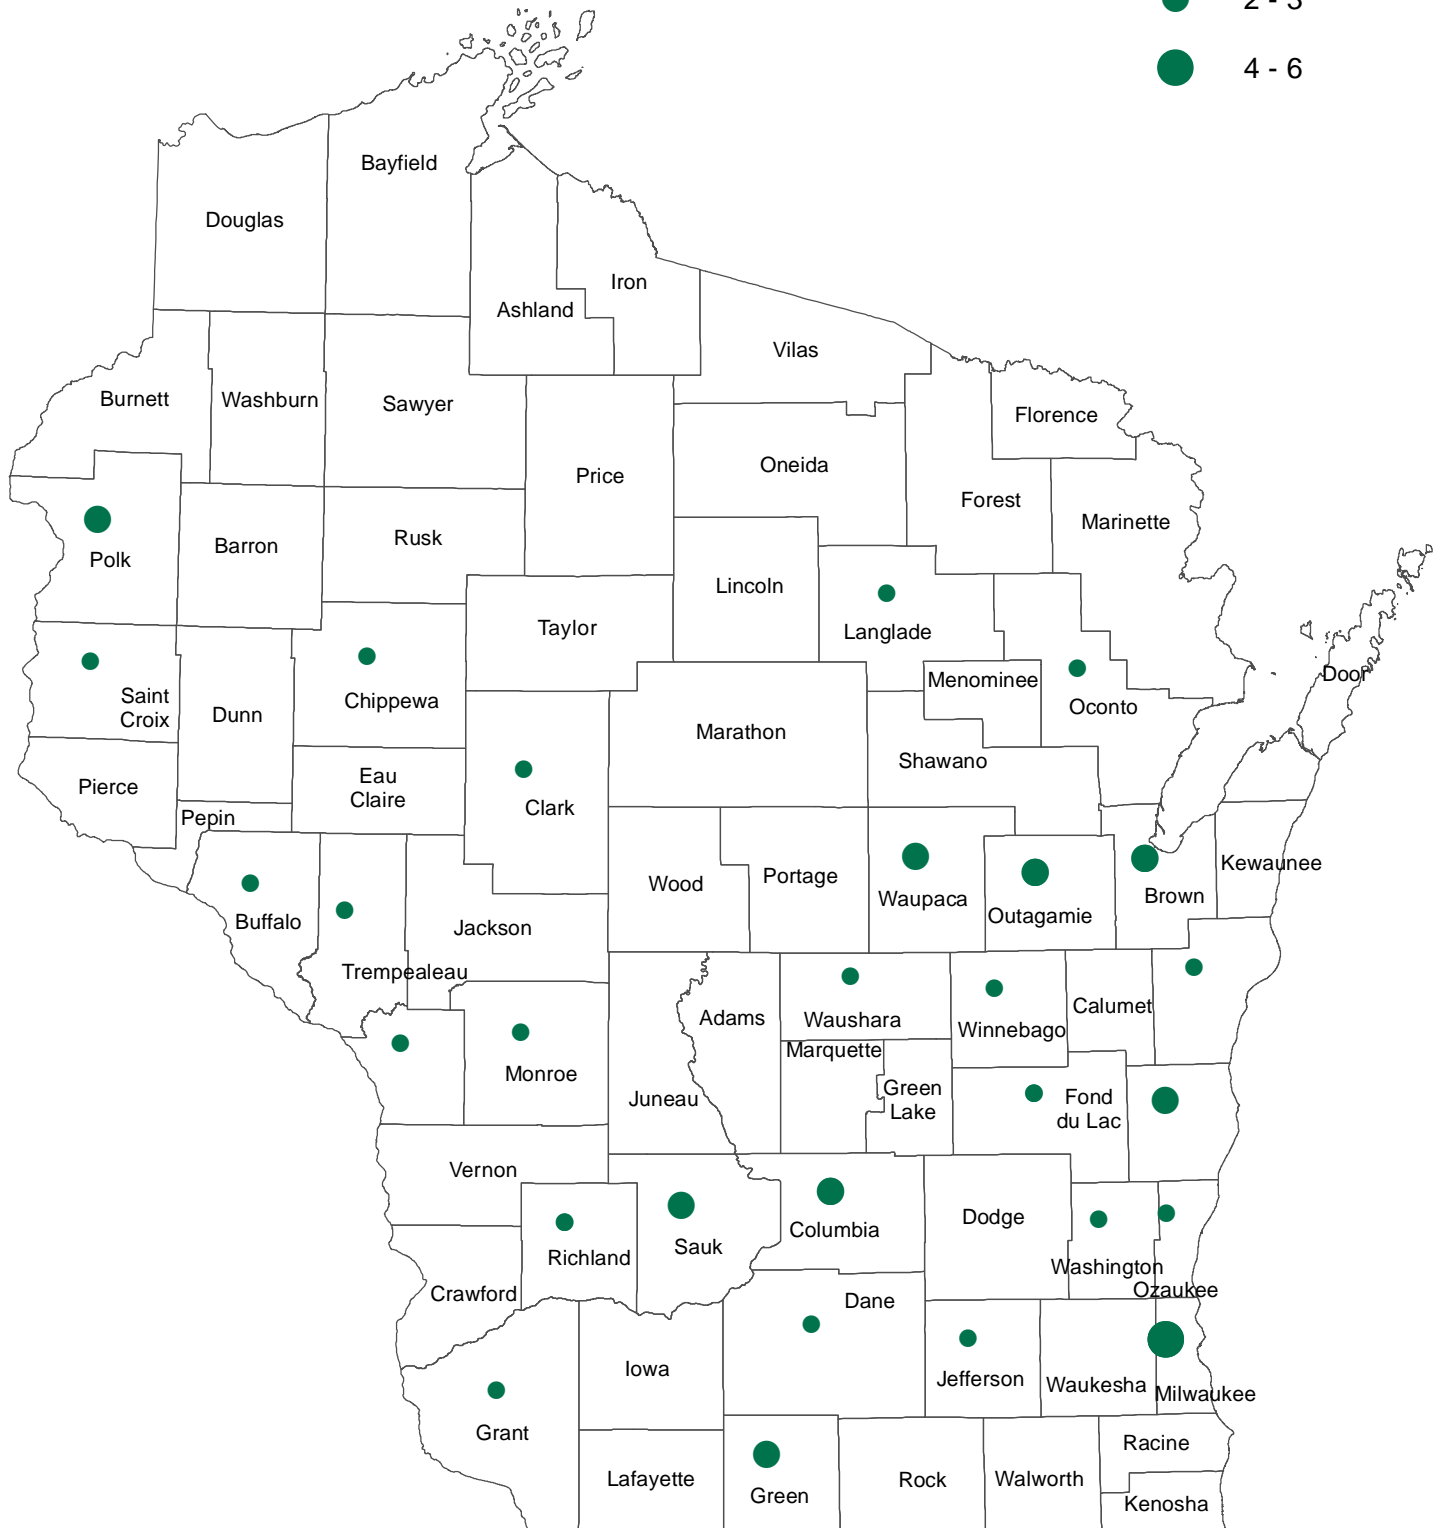 2 - 3
4 - 6
Bayfield
Douglas
Iron
Ashland
Vilas
Burnett
Washburn
Sawyer
Florence
Oneida
Price
Forest
Marinette
Rusk
Barron
Polk
Lincoln
Taylor
Langlade
Door
Menominee
Saint
Croix
Chippewa
Oconto
Dunn
Marathon
Shawano
Eau
Claire
Pierce
Clark
Pepin
Kewaunee
Portage
Wood
Brown
Waupaca
Outagamie
Buffalo
Jackson
Trempealeau
Calumet
Adams
Waushara
Winnebago
Marquette
Monroe
Green
Lake
Fond
du Lac
Juneau
Vernon
Dodge
Columbia
Sauk
Richland
Washington
Ozaukee
Crawford
Dane
Iowa
Jefferson
Waukesha
Milwaukee
Grant
Racine
Lafayette
Rock
Walworth
Green
Kenosha